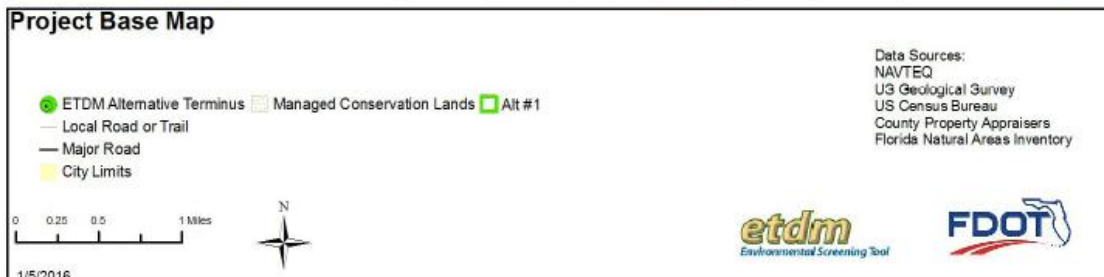 Project Base Map
ETDM Alternative Terminus Managed Conservation Lands Alt #1
Local Road or Trail
Major Road
City Limits
Data Sources:
NAVTEQ
US Geological Survey
US Census Bureau
County Property Appraisers
Florida Natural Areas Inventory
0 0.25 0.5 1 Miles
N
etdm
Environmental Screening Tool
FDOT
1/5/2016